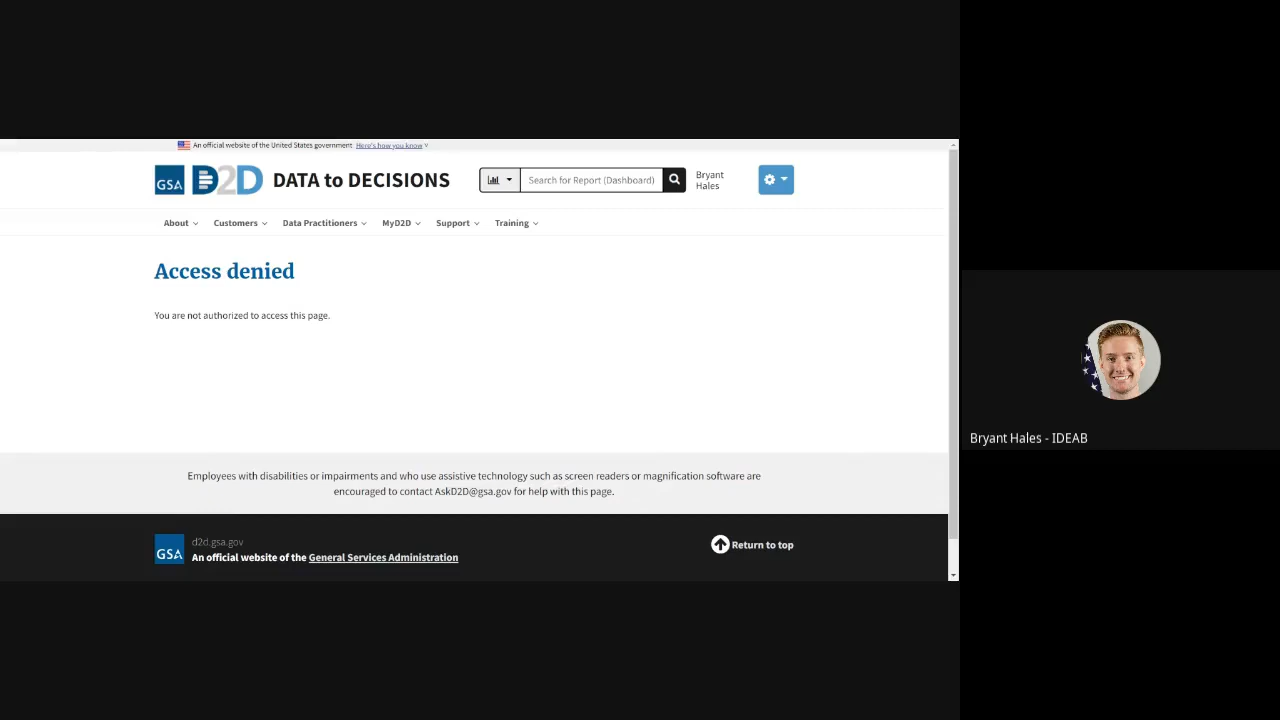 An official website of the United States government Here's how you know
GSA D2D DATA to DECISIONS
Search for Report (Dashboard)
Bryant
Hales
About Customers Data Practitioners MyD2D Support Training
Access denied
You are not authorized to access this page.
Bryant Hales - IDEAB
Employees with disabilities or impairments and who use assistive technology such as screen readers or magnification software are
encouraged to contact AskD2D@gsa.gov for help with this page.
GSA
d2d.gsa.gov
An official website of the General Services Administration
Return to top